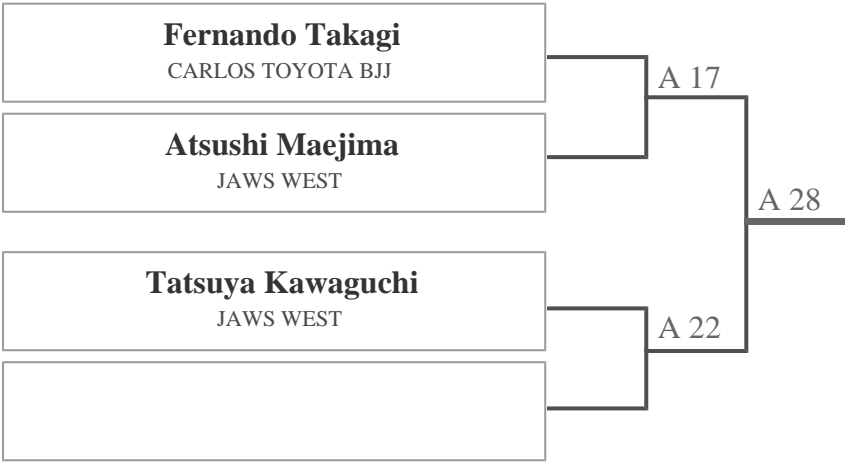 Fernando Takagi
CARLOS TOYOTA BJJ
A 17
Atsushi Maejima
JAWS WEST
A 28
Tatsuya Kawaguchi
JAWS WEST
A 22